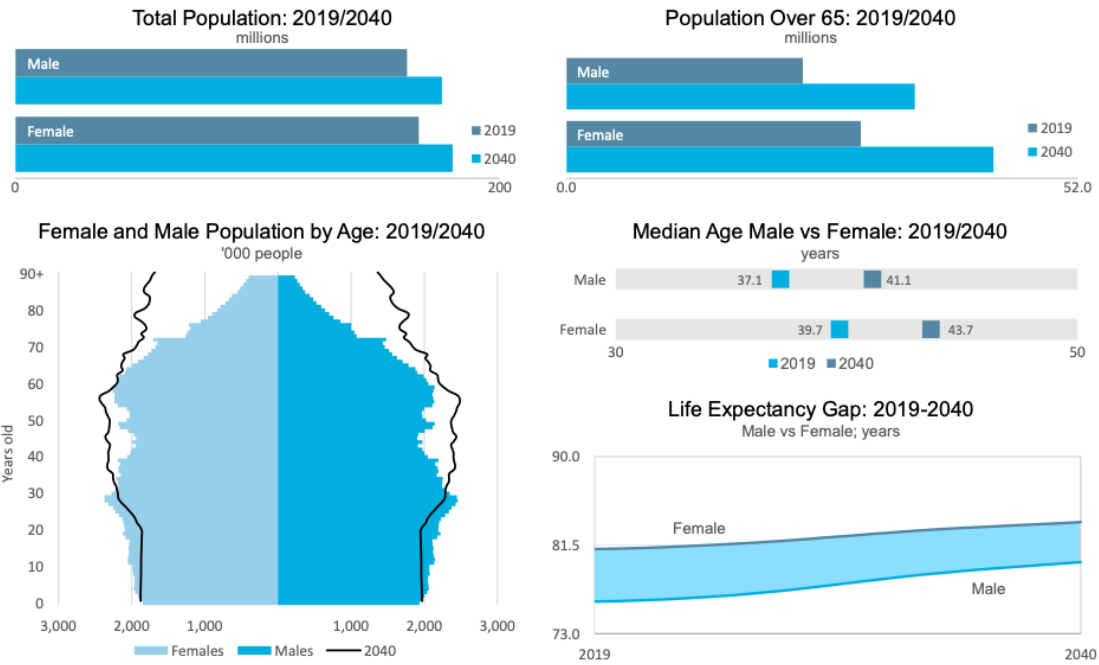 Total Population: 2019/2040
millions
Male
Female
2019
2040
0
200
Population Over 65: 2019/2040
millions
Male
Female
2019
2040
0.0
52.0
Female and Male Population by Age: 2019/2040
'000 people
Years old
90+
80
70
60
50
40
30
20
10
0
3,000
2,000
1,000
1,000
2,000
3,000
Females
Males
2040
Median Age Male vs Female: 2019/2040
years
Male
37.1
41.1
Female
39.7
43.7
30
50
2019
2040
Life Expectancy Gap: 2019-2040
Male vs Female; years
90.0
81.5
73.0
Female
Male
2019
2040